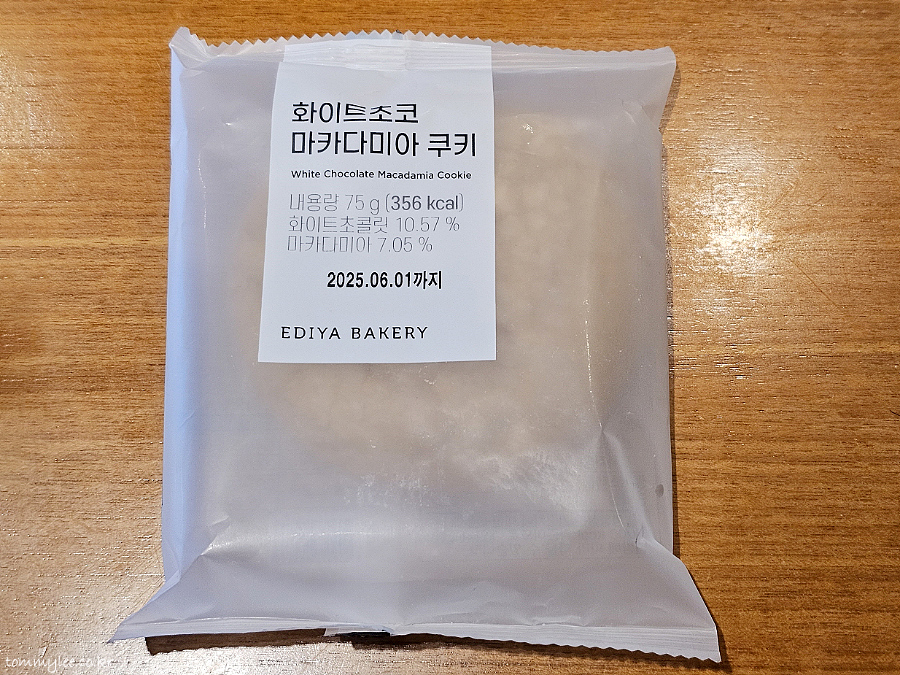 화이트초코
마카다미아 쿠키
White Chocolate Macadamia Cookie
내용량 75 g (356 kcal)
화이트초콜릿 10.57 %
마카다미아 7.05 %
2025.06.01까지
EDIYA BAKERY
tommylee.co.kr